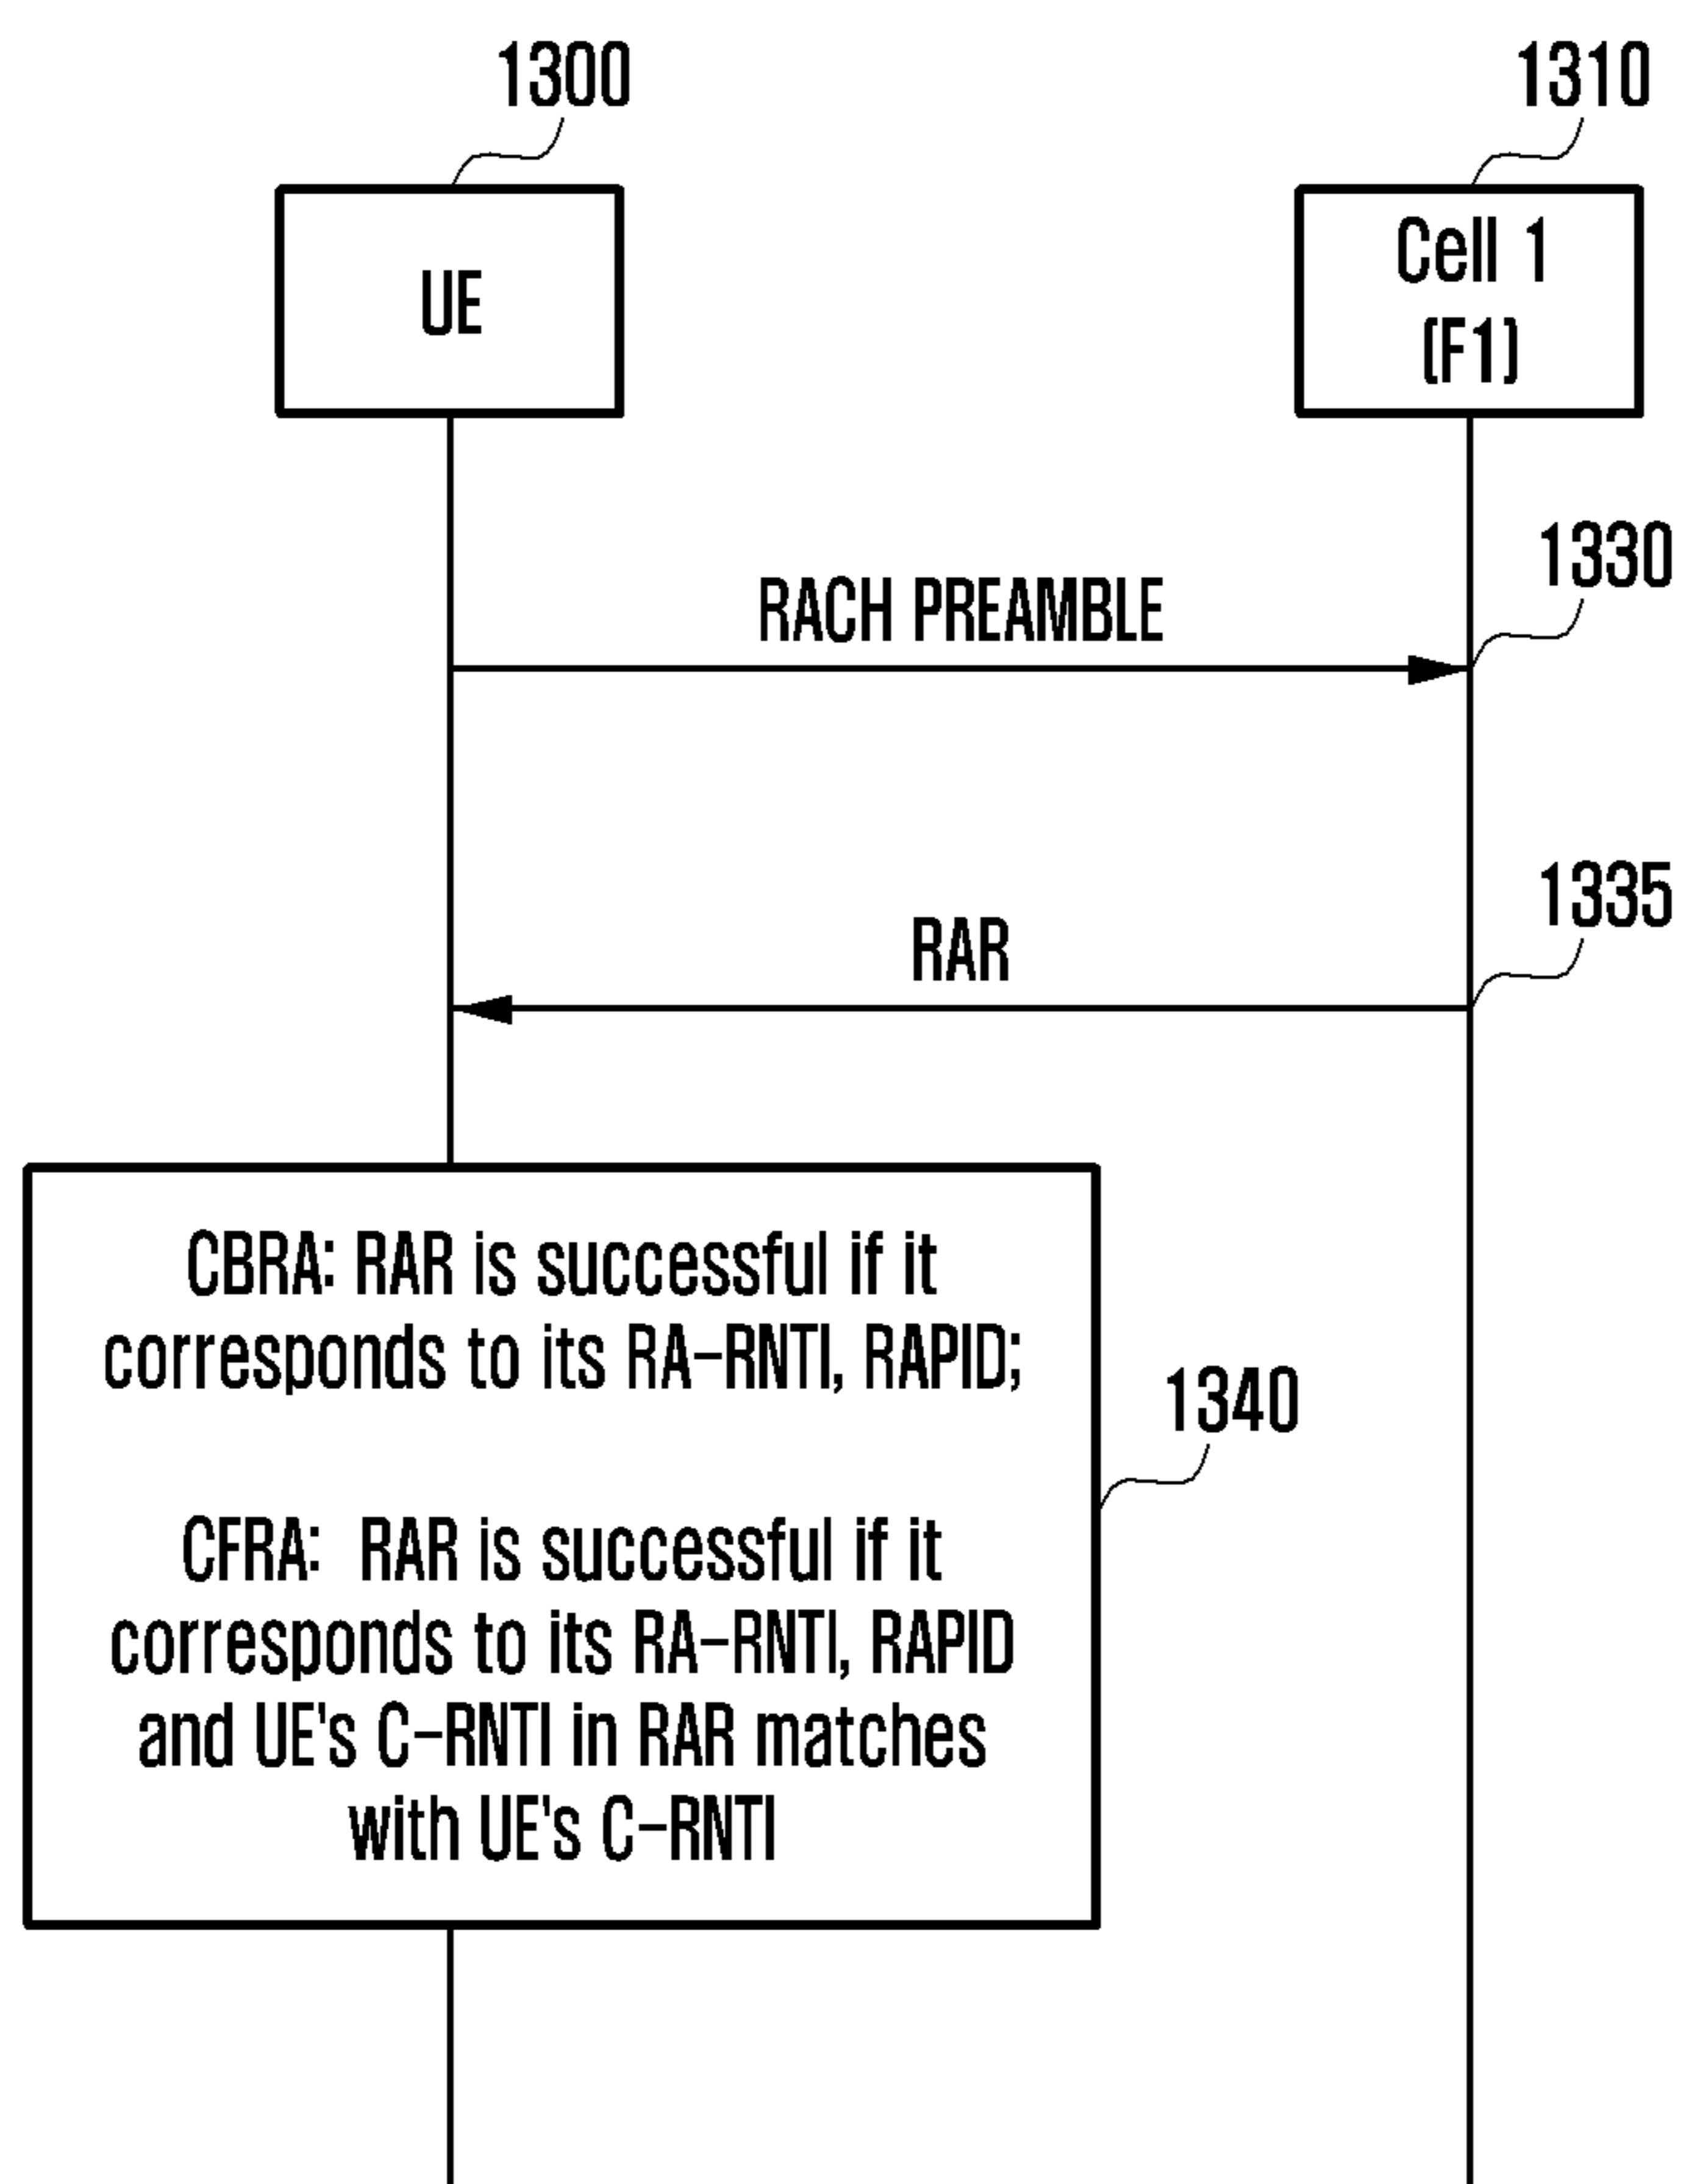 1300
1310
UE
Cell 1
(F1)
1330
RACH PREAMBLE
1335
RAR
CBRA: RAR is successful if it
corresponds to its RA-RNTI, RAPID;
1340
CFRA: RAR is successful if it
corresponds to its RA-RNTI, RAPID
and UE's C-RNTI in RAR matches
with UE's C-RNTI